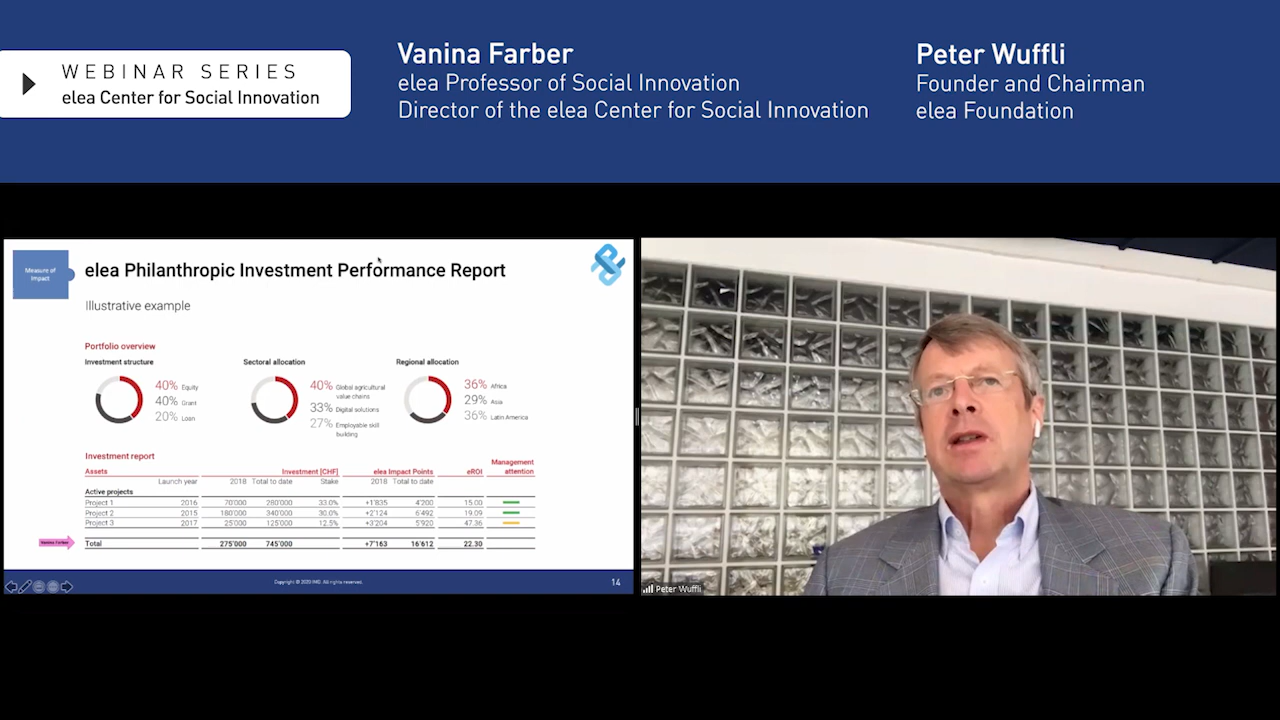 WEBINAR SERIES
elea Center for Social Innovation
Vanina Farber
elea Professor of Social Innovation
Director of the elea Center for Social Innovation
Peter Wuffli
Founder and Chairman
elea Foundation
Measure of
Impact
elea Philanthropic Investment Performance Report
Illustrative example
Portfolio overview
Investment structure
40% Equity
40% Grant
20% Loan
Sectoral allocation
40% Global agricultural
value chains
33% Digital solutions
27% Employable skill
building
Regional allocation
36% Africa
29% Asia
36% Latin America
Investment report
Assets Investment [CHF] elea Impact Points eROI Management
attention
Launch year 2018 Total to date Stake 2018 Total to date
Active projects
Project 1 2016 70'000 280'000 33.0% +1'835 4'200 15.00
Project 2 2015 180'000 340'000 30.0% +2'124 6'492 19.09
Project 3 2017 25'000 125'000 12.5% +3'204 5'920 47.36
Vanina Farber
Total 275'000 745'000 +7'163 16'612 22.30
Copyright © 2020 IMD. All rights reserved.
14
Peter Wuffli